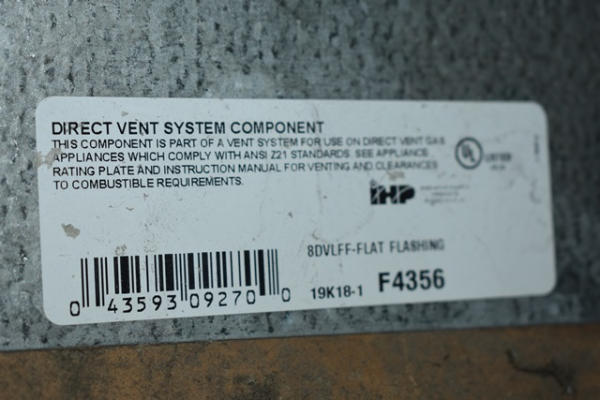 DIRECT VENT SYSTEM COMPONENT
THIS COMPONENT IS PART OF A VENT SYSTEM FOR USE ON DIRECT VENT GAS
APPLIANCES WHICH COMPLY WITH ANSI Z21 STANDARDS. SEE APPLIANCE
RATING PLATE AND INSTRUCTION MANUAL FOR VENTING AND CLEARANCES
TO COMBUSTIBLE REQUIREMENTS.
UL
IHP
8DVLFF-FLAT FLASHING
0 43593 09270 0
19K18-1 F4356